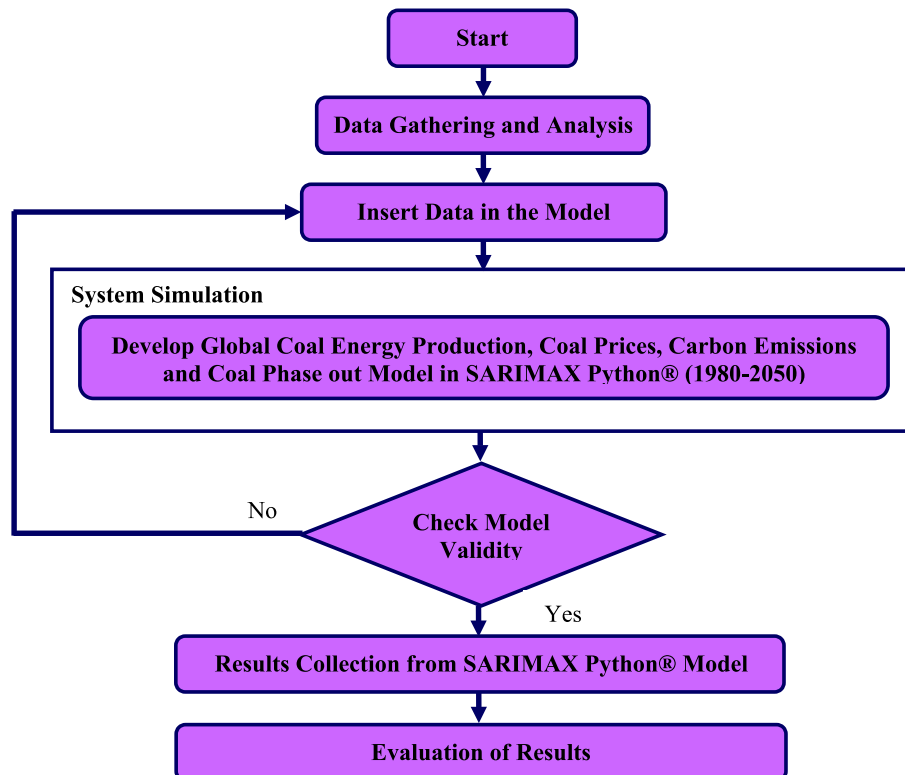 Start
Data Gathering and Analysis
Insert Data in the Model
System Simulation
Develop Global Coal Energy Production, Coal Prices, Carbon Emissions
and Coal Phase out Model in SARIMAX Python® (1980-2050)
No
Check Model
Validity
Yes
Results Collection from SARIMAX Python® Model
Evaluation of Results